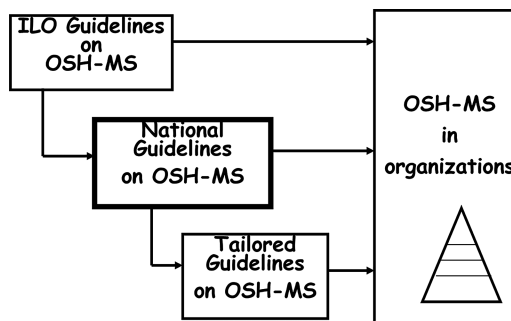 ILO Guidelines
on
OSH-MS
National
Guidelines
on OSH-MS
Tailored
Guidelines
on OSH-MS
OSH-MS
in
organizations